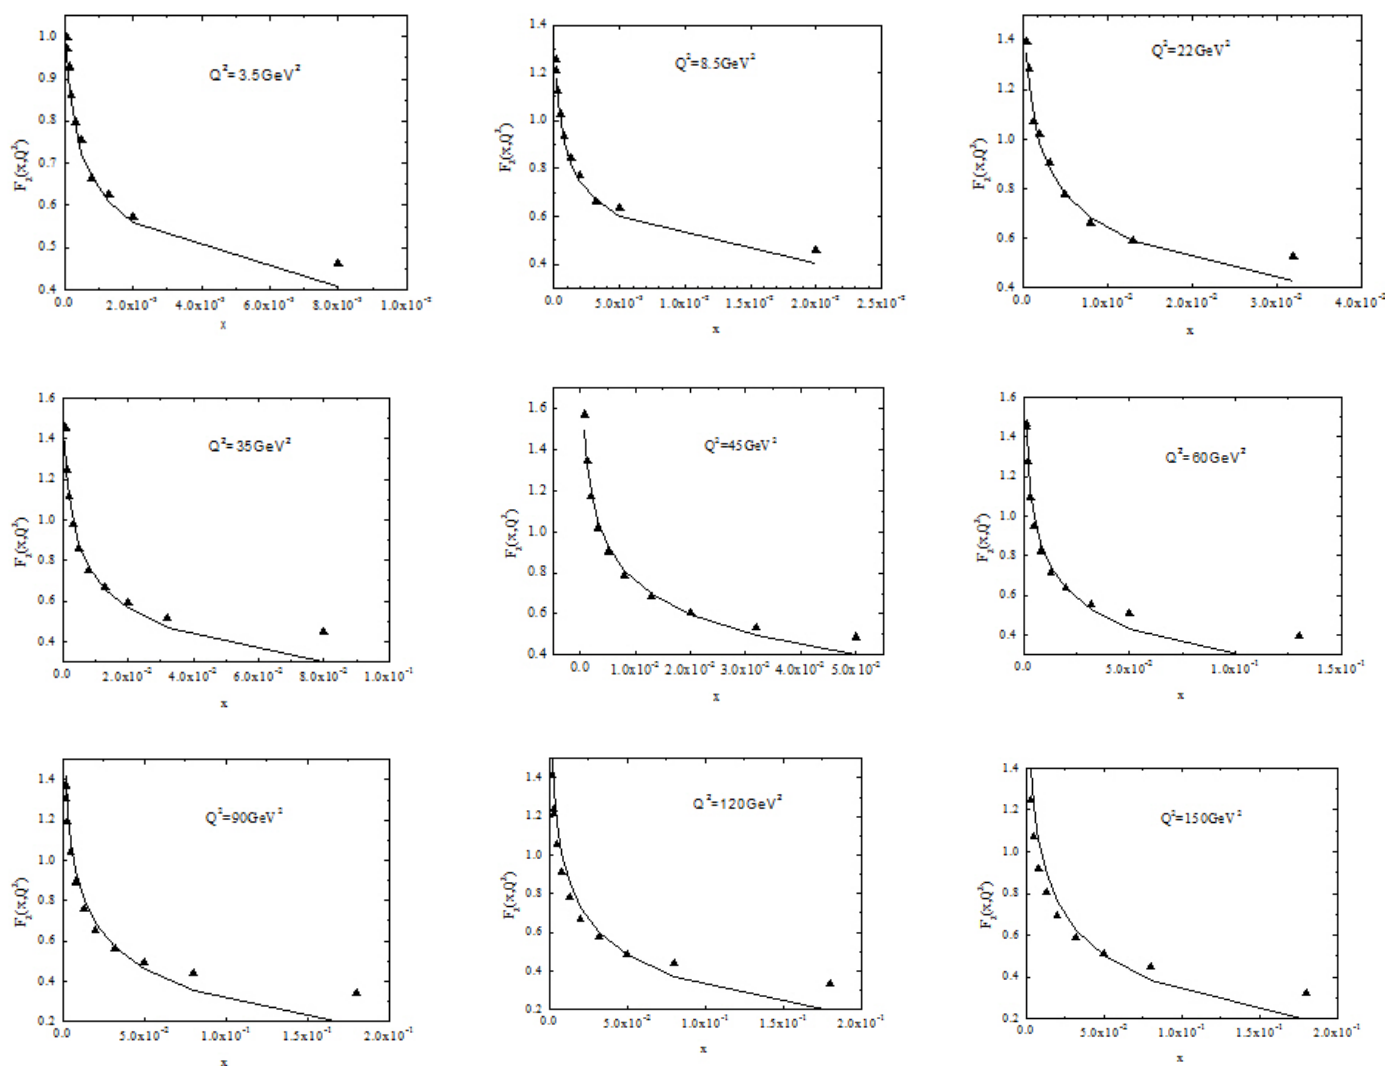 Q²=3.5GeV²
F₂(x,Q²)
1.0
0.9
0.8
0.7
0.6
0.5
0.4
0.0 2.0x10⁻³ 4.0x10⁻³ 6.0x10⁻³ 8.0x10⁻³ 1.0x10⁻²
x
Q²=8.5GeV²
F₂(x,Q²)
1.4
1.2
1.0
0.8
0.6
0.4
0.0 5.0x10⁻³ 1.0x10⁻² 1.5x10⁻² 2.0x10⁻² 2.5x10⁻²
x
Q²=22GeV²
F₂(x,Q²)
1.4
1.2
1.0
0.8
0.6
0.4
0.0 1.0x10⁻² 2.0x10⁻² 3.0x10⁻² 4.0x10⁻²
x
Q²=35GeV²
F₂(x,Q²)
1.6
1.4
1.2
1.0
0.8
0.6
0.4
0.0 2.0x10⁻² 4.0x10⁻² 6.0x10⁻² 8.0x10⁻² 1.0x10⁻¹
x
Q²=45GeV²
F₂(x,Q²)
1.6
1.4
1.2
1.0
0.8
0.6
0.4
0.0 1.0x10⁻² 2.0x10⁻² 3.0x10⁻² 4.0x10⁻² 5.0x10⁻²
x
Q²=60GeV²
F₂(x,Q²)
1.6
1.4
1.2
1.0
0.8
0.6
0.4
0.0 5.0x10⁻² 1.0x10⁻¹ 1.5x10⁻¹
x
Q²=90GeV²
F₂(x,Q²)
1.4
1.2
1.0
0.8
0.6
0.4
0.2
0.0 5.0x10⁻² 1.0x10⁻¹ 1.5x10⁻¹ 2.0x10⁻¹
x
Q²=120GeV²
F₂(x,Q²)
1.4
1.2
1.0
0.8
0.6
0.4
0.2
0.0 5.0x10⁻² 1.0x10⁻¹ 1.5x10⁻¹ 2.0x10⁻¹
x
Q²=150GeV²
F₂(x,Q²)
1.4
1.2
1.0
0.8
0.6
0.4
0.2
0.0 5.0x10⁻² 1.0x10⁻¹ 1.5x10⁻¹ 2.0x10⁻¹
x